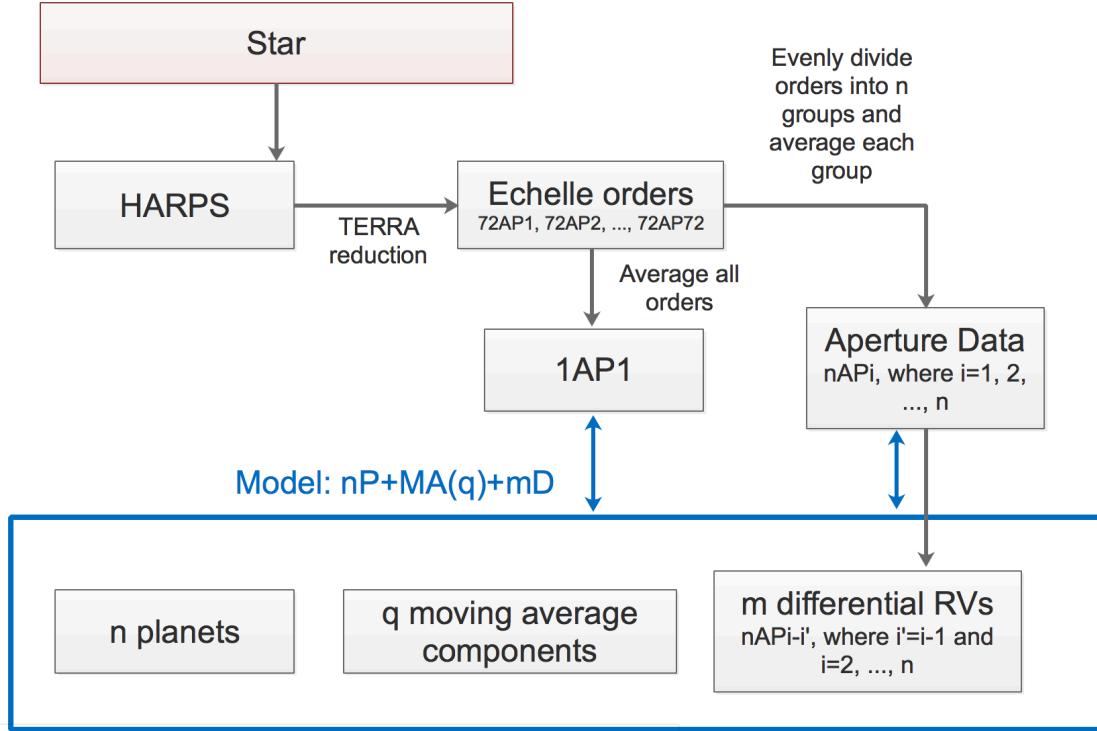 Star
Evenly divide
orders into n
groups and
average each
group
HARPS
TERRA
reduction
Echelle orders
72AP1, 72AP2, ..., 72AP72
Average all
orders
1AP1
Aperture Data
nAPi, where i=1, 2,
..., n
Model: nP+MA(q)+mD
n planets
q moving average
components
m differential RVs
nAPi-i', where i'=i-1 and
i=2, ..., n